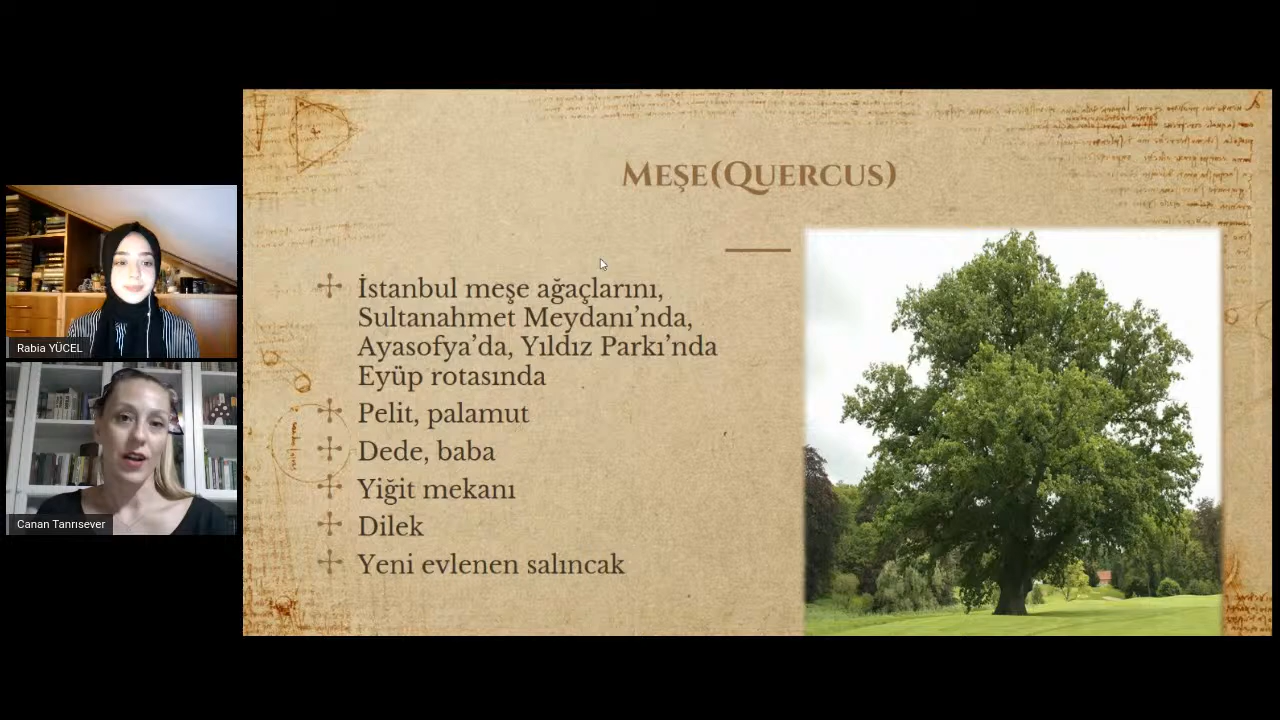 Meşe(Quercus)
İstanbul meşe ağaçlarını,
Sultanahmet Meydanı’nda,
Ayasofya’da, Yıldız Parkı’nda
Eyüp rotasında
Pelit, palamut
Dede, baba
Yiğit mekanı
Dilek
Yeni evlenen salıncak
Rabia YÜCEL
Canan Tanrısever